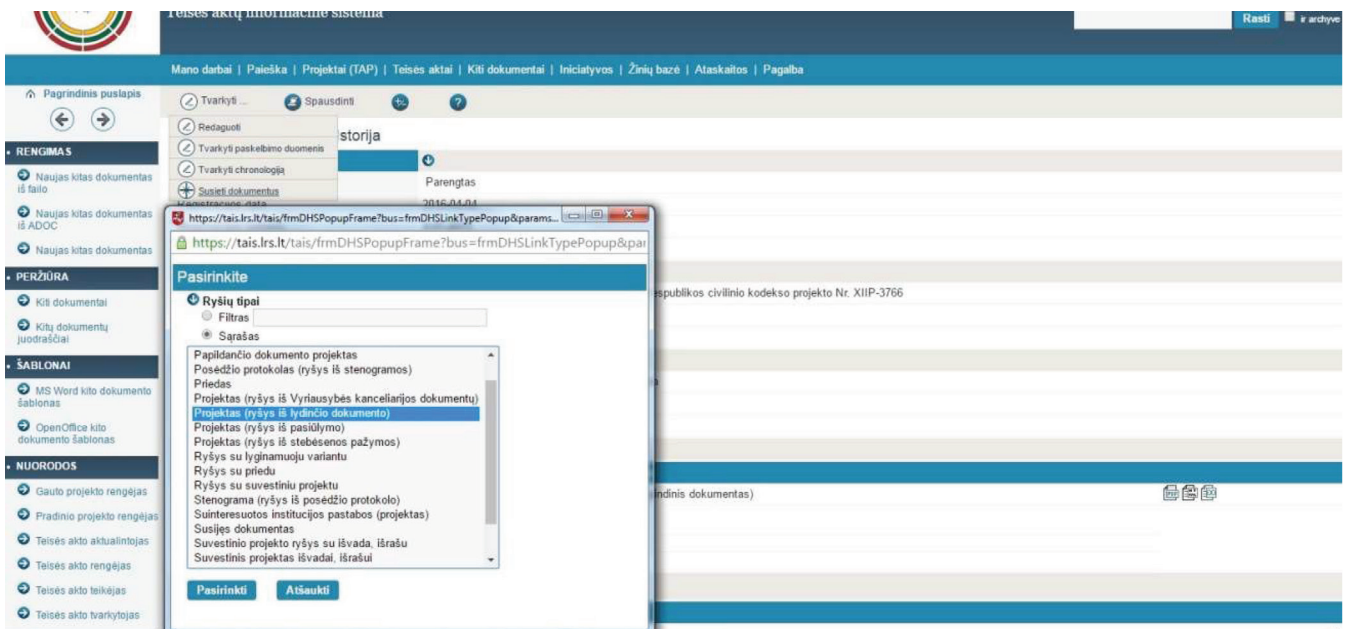 Teisės aktų informacinė sistema
Rasti
ir archyve
Mano darbai | Paieška | Projektai (TAP) | Teisės aktai | Kiti dokumentai | Iniciatyvos | Žinių bazė | Ataskaitos | Pagalba
Pagrindinis puslapis
Tvarkyti ...
Spausdinti
?
Redaguoti
Tvarkyti paskelbimo duomenis
Tvarkyti chronologiją
Susieti dokumentus
storija
Parengtas
Registracijos data
2016-04-04
RENGIMAS
Naujas kitas dokumentas
iš failo
Naujas kitas dokumentas
iš ADOC
Naujas kitas dokumentas
PERŽIŪRA
Kiti dokumentai
Kitų dokumentų
juodraščiai
ŠABLONAI
MS Word kito dokumento
šablonas
OpenOffice kito
dokumento šablonas
NUORODOS
Gauto projekto rengėjas
Pradinio projekto rengėjas
Teisės akto aktualintojas
Teisės akto rengėjas
Teisės akto teikėjas
Teisės akto tvarkytojas
https://tais.lrs.lt/tais/frmDHSPopupFrame?bus=frmDHSLinkTypePopup&params...
https://tais.lrs.lt/tais/frmDHSPopupFrame?bus=frmDHSLinkTypePopup&par
Pasirinkite
Ryšių tipai
Filtras
Sąrašas
Papildančio dokumento projektas
Posėdžio protokolas (ryšys iš stenogramos)
Priedas
Projektas (ryšys iš Vyriausybės kanceliarijos dokumentų)
Projektas (ryšys iš lydinčio dokumento)
Projektas (ryšys iš pasiūlymo)
Projektas (ryšys iš stebėsenos pažymos)
Ryšys su lyginamuoju variantu
Ryšys su priedu
Ryšys su suvestiniu projektu
Stenograma (ryšys iš posėdžio protokolo)
Suinteresuotos institucijos pastabos (projektas)
Susijęs dokumentas
Suvestinio projekto ryšys su išvada, išrašu
Suvestinis projektas išvadai, išrašui
Pasirinkti
Atšaukti
espublikos civilinio kodekso projekto Nr. XIIP-3766
indinis dokumentas)